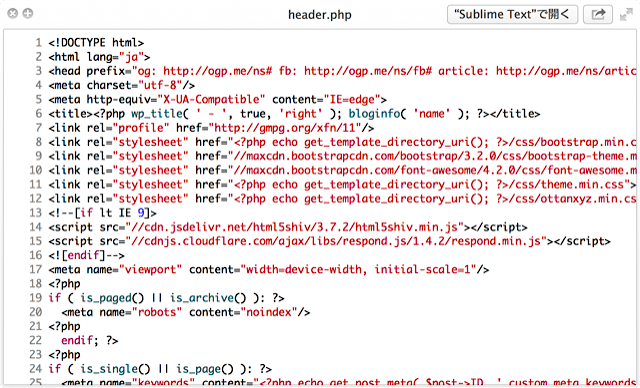 header.php
"Sublime Text"で開く
1 <!DOCTYPE html>
2 <html lang="ja">
3 <head prefix="og: http://ogp.me/ns# fb: http://ogp.me/ns/fb# article: http://ogp.me/ns/artic
4 <meta charset="utf-8"/>
5 <meta http-equiv="X-UA-Compatible" content="IE=edge">
6 <title><?php wp_title( ' - ', true, 'right' ); bloginfo( 'name' ); ?></title>
7 <link rel="profile" href="http://gmpg.org/xfn/11"/>
8 <link rel="stylesheet" href="<?php echo get_template_directory_uri(); ?>/css/bootstrap.min.c
9 <link rel="stylesheet" href="//maxcdn.bootstrapcdn.com/bootstrap/3.2.0/css/bootstrap-theme.m
10 <link rel="stylesheet" href="//maxcdn.bootstrapcdn.com/font-awesome/4.2.0/css/font-awesome.m
11 <link rel="stylesheet" href="<?php echo get_template_directory_uri(); ?>/css/theme.min.css">
12 <link rel="stylesheet" href="<?php echo get_template_directory_uri(); ?>/css/ottanxyz.min.cs
13 <!--[if lt IE 9]>
14 <script src="//cdn.jsdelivr.net/html5shiv/3.7.2/html5shiv.min.js"></script>
15 <script src="//cdnjs.cloudflare.com/ajax/libs/respond.js/1.4.2/respond.min.js"></script>
16 <![endif]-->
17 <meta name="viewport" content="width=device-width, initial-scale=1"/>
18 <?php
19 if ( is_paged() || is_archive() ): ?>
20 <meta name="robots" content="noindex"/>
21 <?php
22 endif; ?>
23 <?php
24 if ( is_single() || is_page() ): ?>
25 <meta name="keywords" content="<?php echo get_post_meta( $post->ID, '_custom_meta_keywords